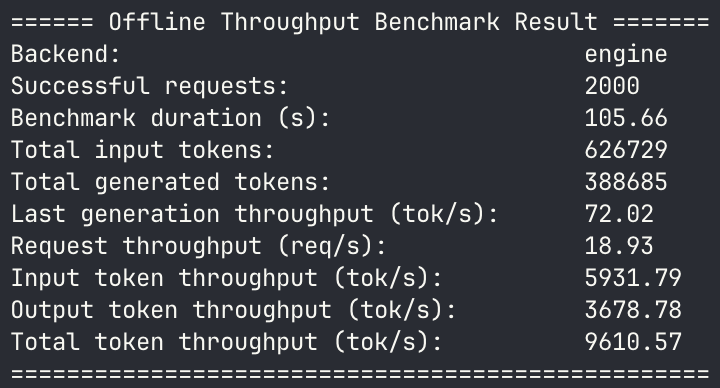 ====== Offline Throughput Benchmark Result =======
Backend:                                 engine
Successful requests:                     2000
Benchmark duration (s):                  105.66
Total input tokens:                      626729
Total generated tokens:                  388685
Last generation throughput (tok/s):      72.02
Request throughput (req/s):              18.93
Input token throughput (tok/s):          5931.79
Output token throughput (tok/s):         3678.78
Total token throughput (tok/s):          9610.57
==================================================